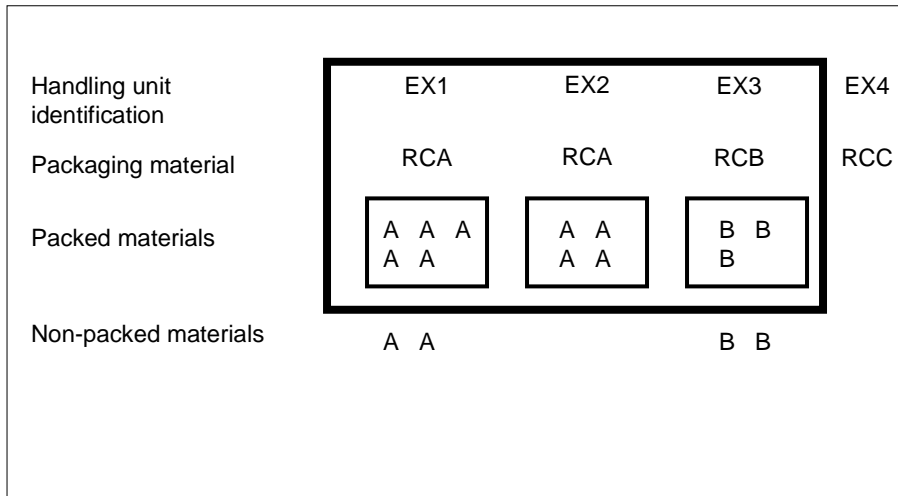 Handling unit identification EX1 EX2 EX3 EX4
Packaging material RCA RCA RCB RCC
Packed materials
A A A A A B B
A A A A B
Non-packed materials A A B B